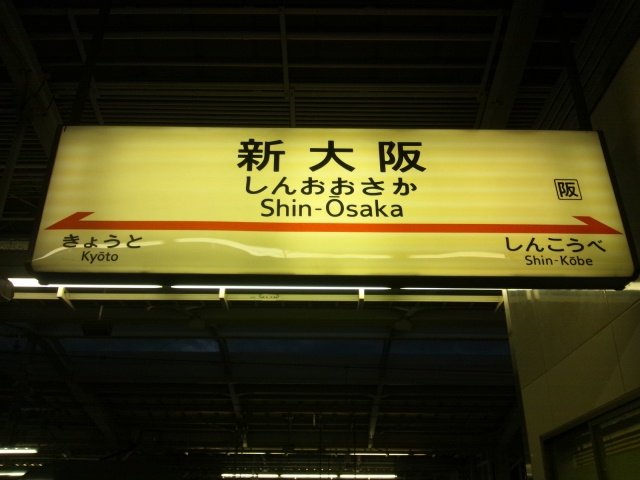 新大阪
しんおおさか
Shin-Ōsaka
阪
きょうと
Kyōto
しんこうべ
Shin-Kōbe